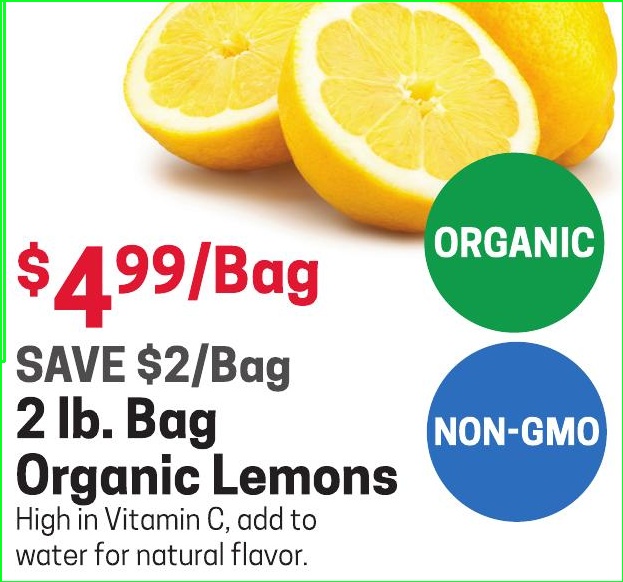 ORGANIC
$4.99/Bag
SAVE $2/Bag
NON-GMO
2 lb. Bag
Organic Lemons
High in Vitamin C, add to
water for natural flavor.